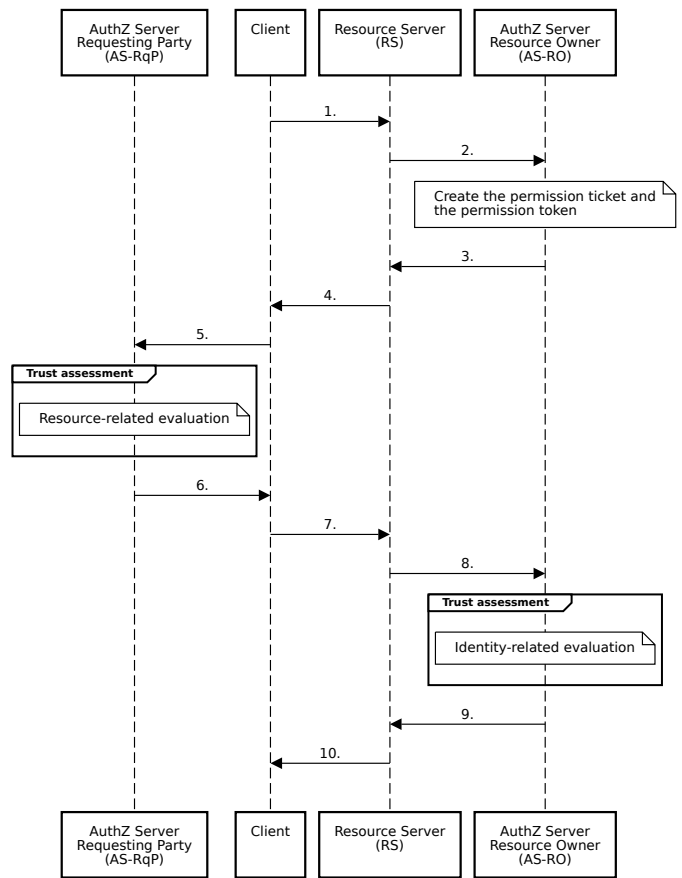 AuthZ Server
Requesting Party
(AS-RqP)
Client
Resource Server
(RS)
AuthZ Server
Resource Owner
(AS-RO)
1.
2.
Create the permission ticket and
the permission token
3.
4.
5.
Trust assessment
Resource-related evaluation
6.
7.
8.
Trust assessment
Identity-related evaluation
9.
10.
AuthZ Server
Requesting Party
(AS-RqP)
Client
Resource Server
(RS)
AuthZ Server
Resource Owner
(AS-RO)